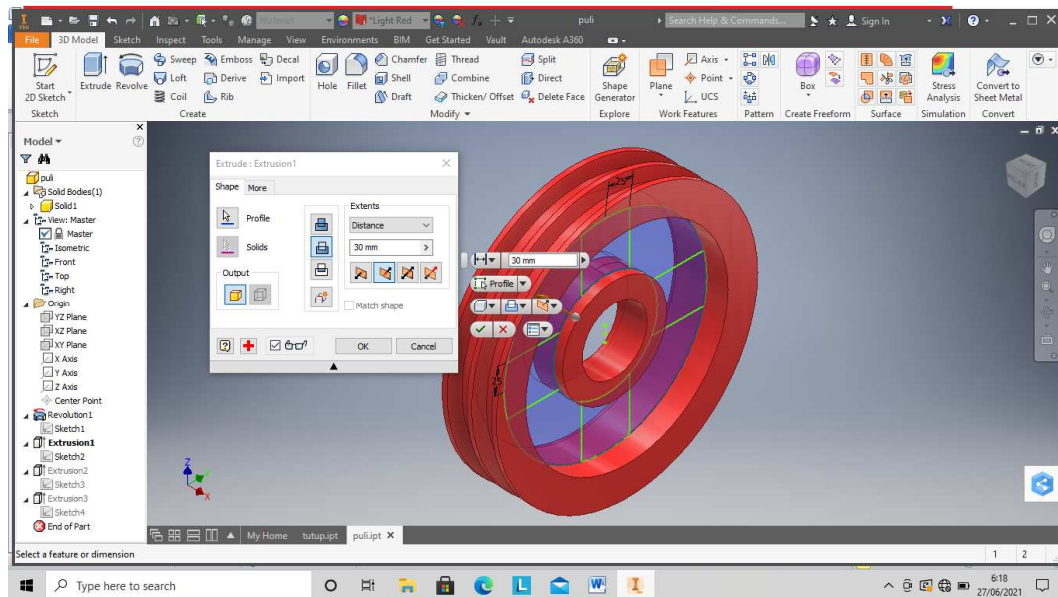 Material
*Light Red
puli
Search Help & Commands...
Sign In
File 3D Model Sketch Inspect Tools Manage View Environments BIM Get Started Vault Autodesk A360
Start
2D Sketch
Extrude Revolve
Sweep Emboss Decal
Loft Derive Import
Coil Rib
Hole Fillet
Chamfer Thread Split
Shell Combine Direct
Draft Thicken/ Offset Delete Face
Shape
Generator
Plane
Axis
Point
UCS
Box
Stress
Analysis
Convert to
Sheet Metal
Sketch Create Modify Explore Work Features Pattern Create Freeform Surface Simulation Convert
Model
puli
Solid Bodies(1)
Solid1
View: Master
Master
Isometric
Front
Top
Right
Origin
YZ Plane
XZ Plane
XY Plane
X Axis
Y Axis
Z Axis
Center Point
Revolution1
Sketch1
Extrusion1
Sketch2
Extrusion2
Sketch3
Extrusion3
Sketch4
End of Part
Extrude : Extrusion1
Shape More
Profile
Solids
Output
Extents
Distance
30 mm
Match shape
OK Cancel
30 mm
Profile
25
25
Z
X
My Home tutup.ipt puli.ipt
Select a feature or dimension
1 2
Type here to search
6:18
27/06/2021